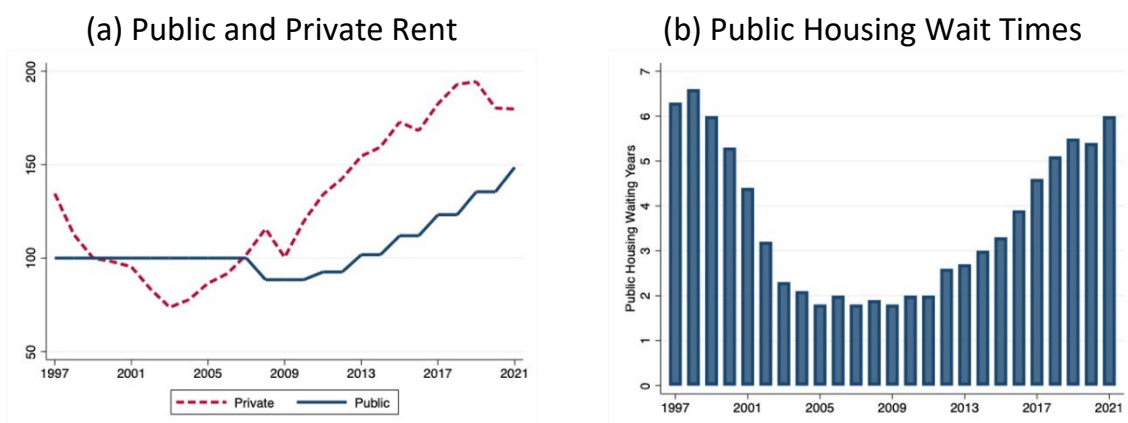 (a) Public and Private Rent
200
150
100
50
1997 2001 2005 2009 2013 2017 2021
Private Public
(b) Public Housing Wait Times
Public Housing Waiting Years
7
6
5
4
3
2
1
0
1997 2001 2005 2009 2013 2017 2021